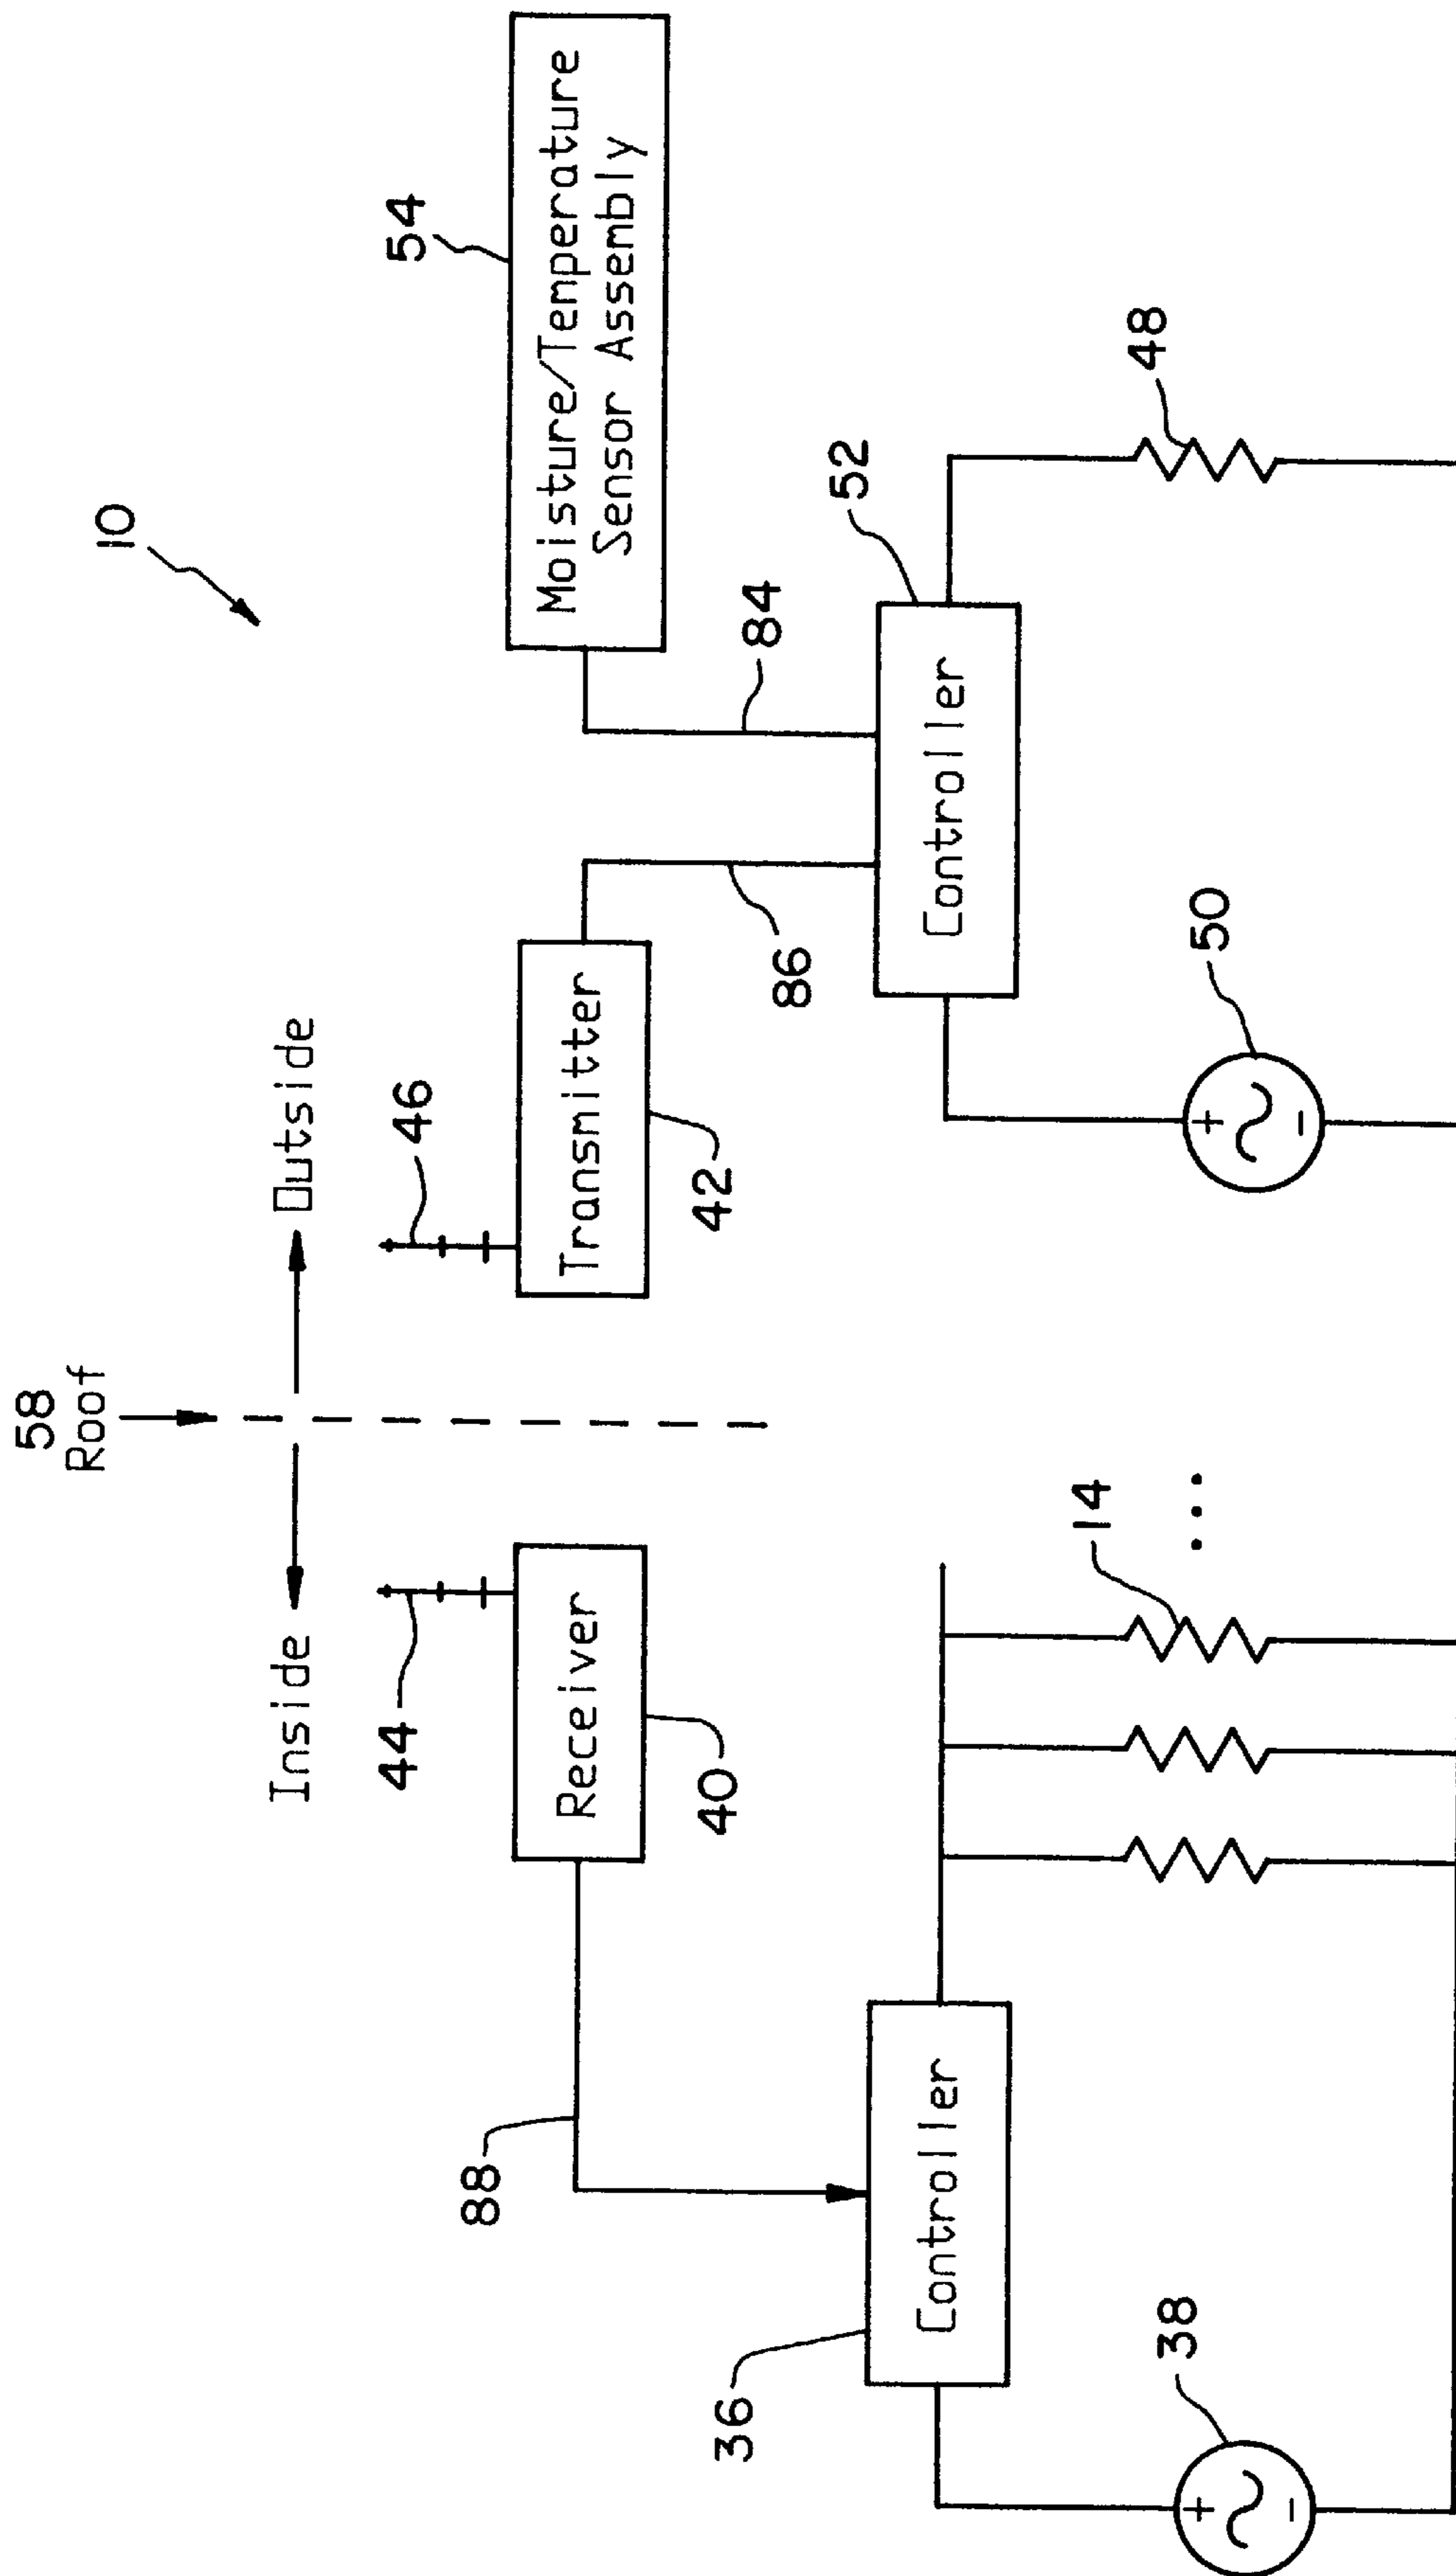 58
Roof
10
Inside
Outside
44
46
54
Receiver
Transmitter
Moisture/Temperature
Sensor Assembly
88
40
42
86
84
36
Controller
52
Controller
14
...
48
38
+
-
50
+
-